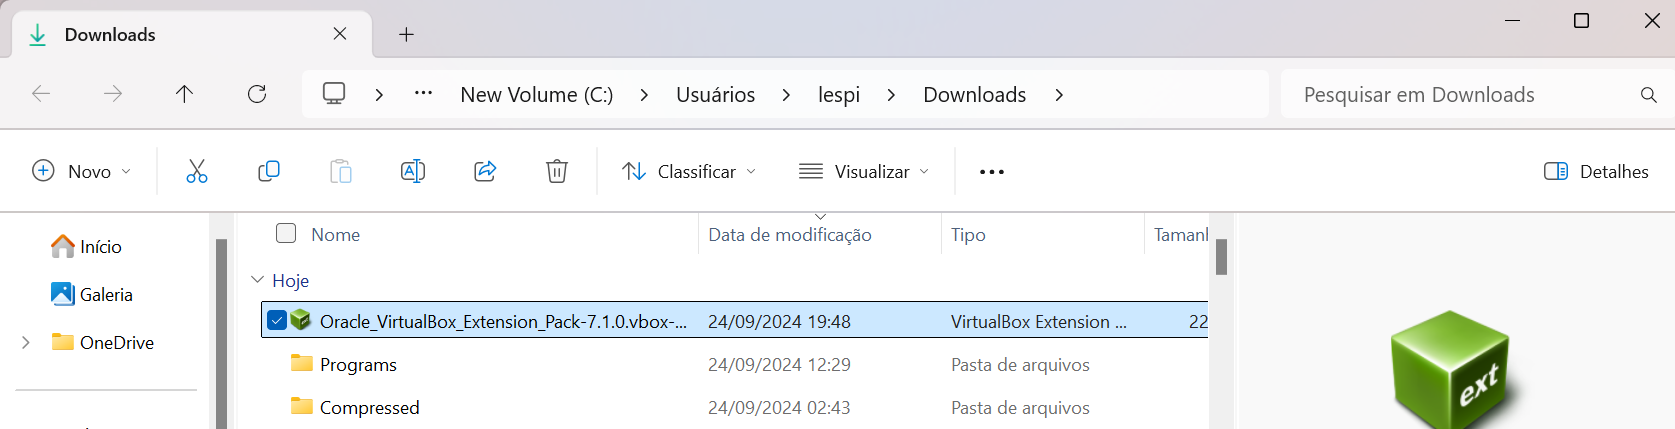 Downloads
New Volume (C:) Usuários lespi Downloads Pesquisar em Downloads
Novo Classificar Visualizar Detalhes
Nome Data de modificação Tipo Tamanh
Início
Hoje
Galeria
Oracle_VirtualBox_Extension_Pack-7.1.0.vbox-... 24/09/2024 19:48 VirtualBox Extension ... 22
OneDrive
Programs 24/09/2024 12:29 Pasta de arquivos
Compressed 24/09/2024 02:43 Pasta de arquivos
ext